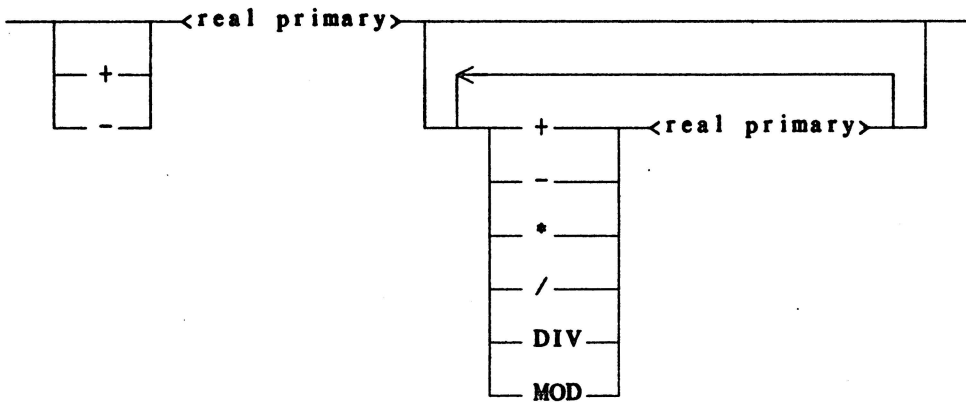 <real primary>
+
-
+ <real primary>
-
*
/
DIV
MOD